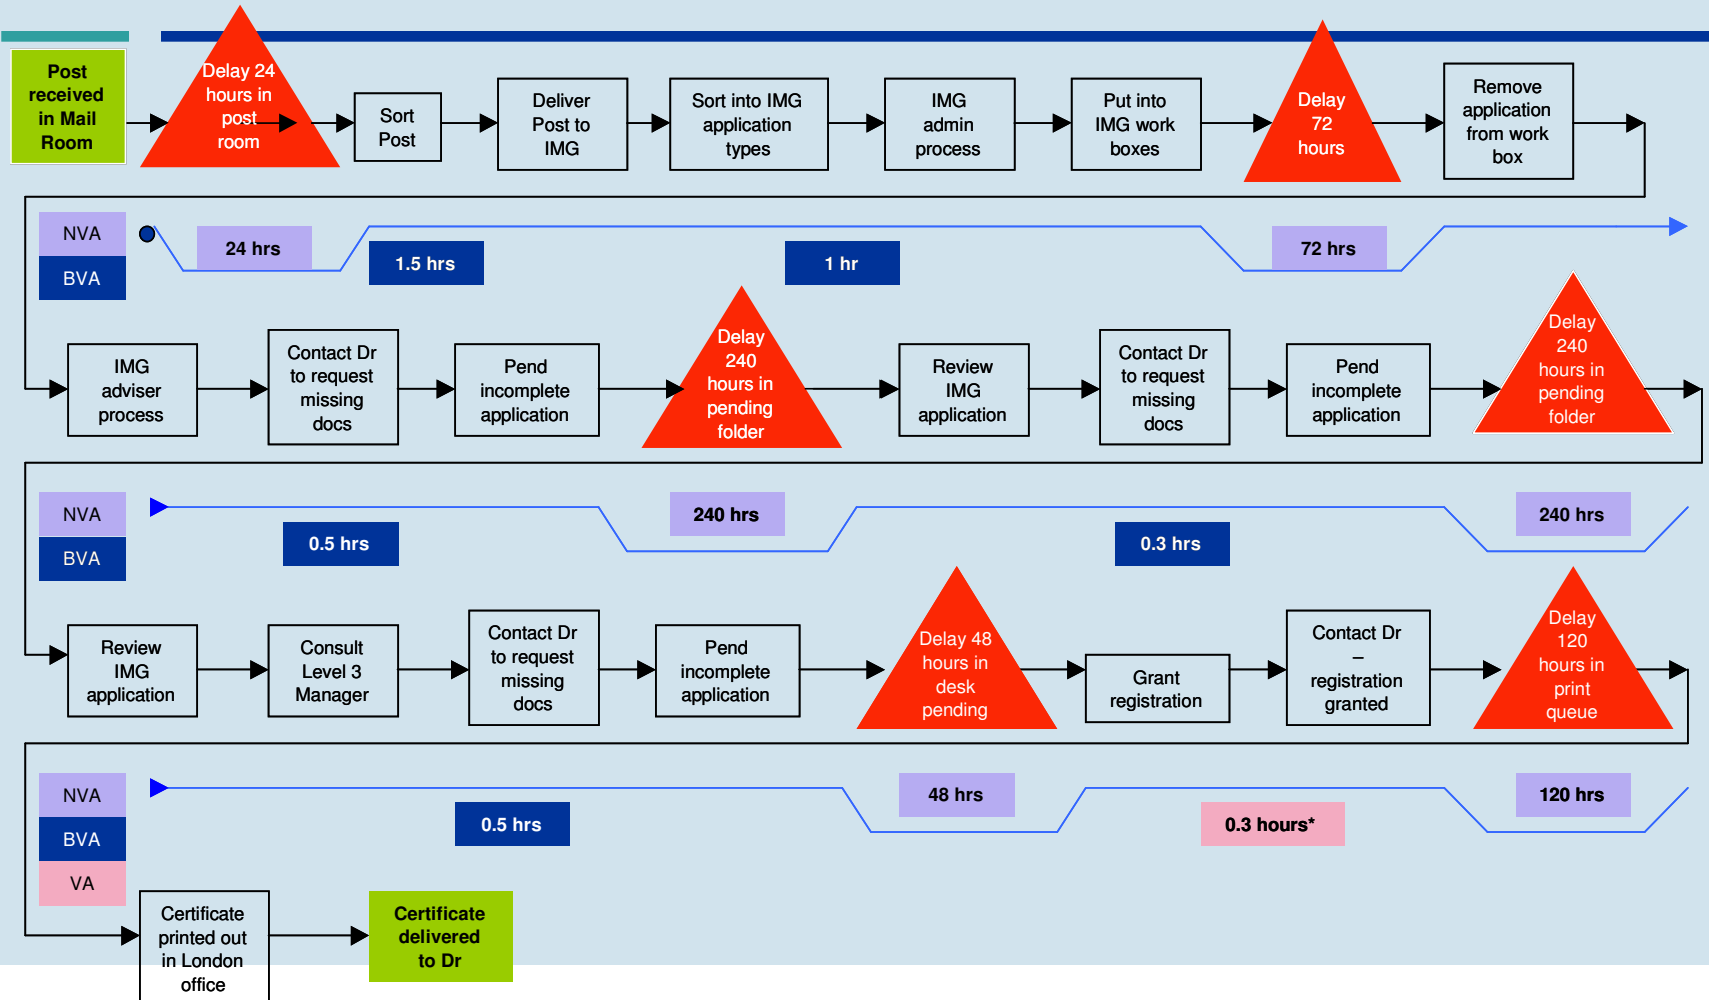 Post
received
in Mail
Room
Delay 24
hours in
post
room
Sort
Post
Deliver
Post to
IMG
Sort into IMG
application
types
IMG
admin
process
Put into
IMG work
boxes
Delay
72
hours
Remove
application
from work
box
NVA
BVA
24 hrs
1.5 hrs
1 hr
72 hrs
IMG
adviser
process
Contact Dr
to request
missing
docs
Pend
incomplete
application
Delay
240
hours in
pending
folder
Review
IMG
application
Contact Dr
to request
missing
docs
Pend
incomplete
application
Delay
240
hours in
pending
folder
NVA
BVA
0.5 hrs
240 hrs
0.3 hrs
240 hrs
Review
IMG
application
Consult
Level 3
Manager
Contact Dr
to request
missing
docs
Pend
incomplete
application
Delay 48
hours in
desk
pending
Grant
registration
Contact Dr
–
registration
granted
Delay
120
hours in
print
queue
NVA
BVA
VA
0.5 hrs
48 hrs
0.3 hours*
120 hrs
Certificate
printed out
in London
office
Certificate
delivered
to Dr